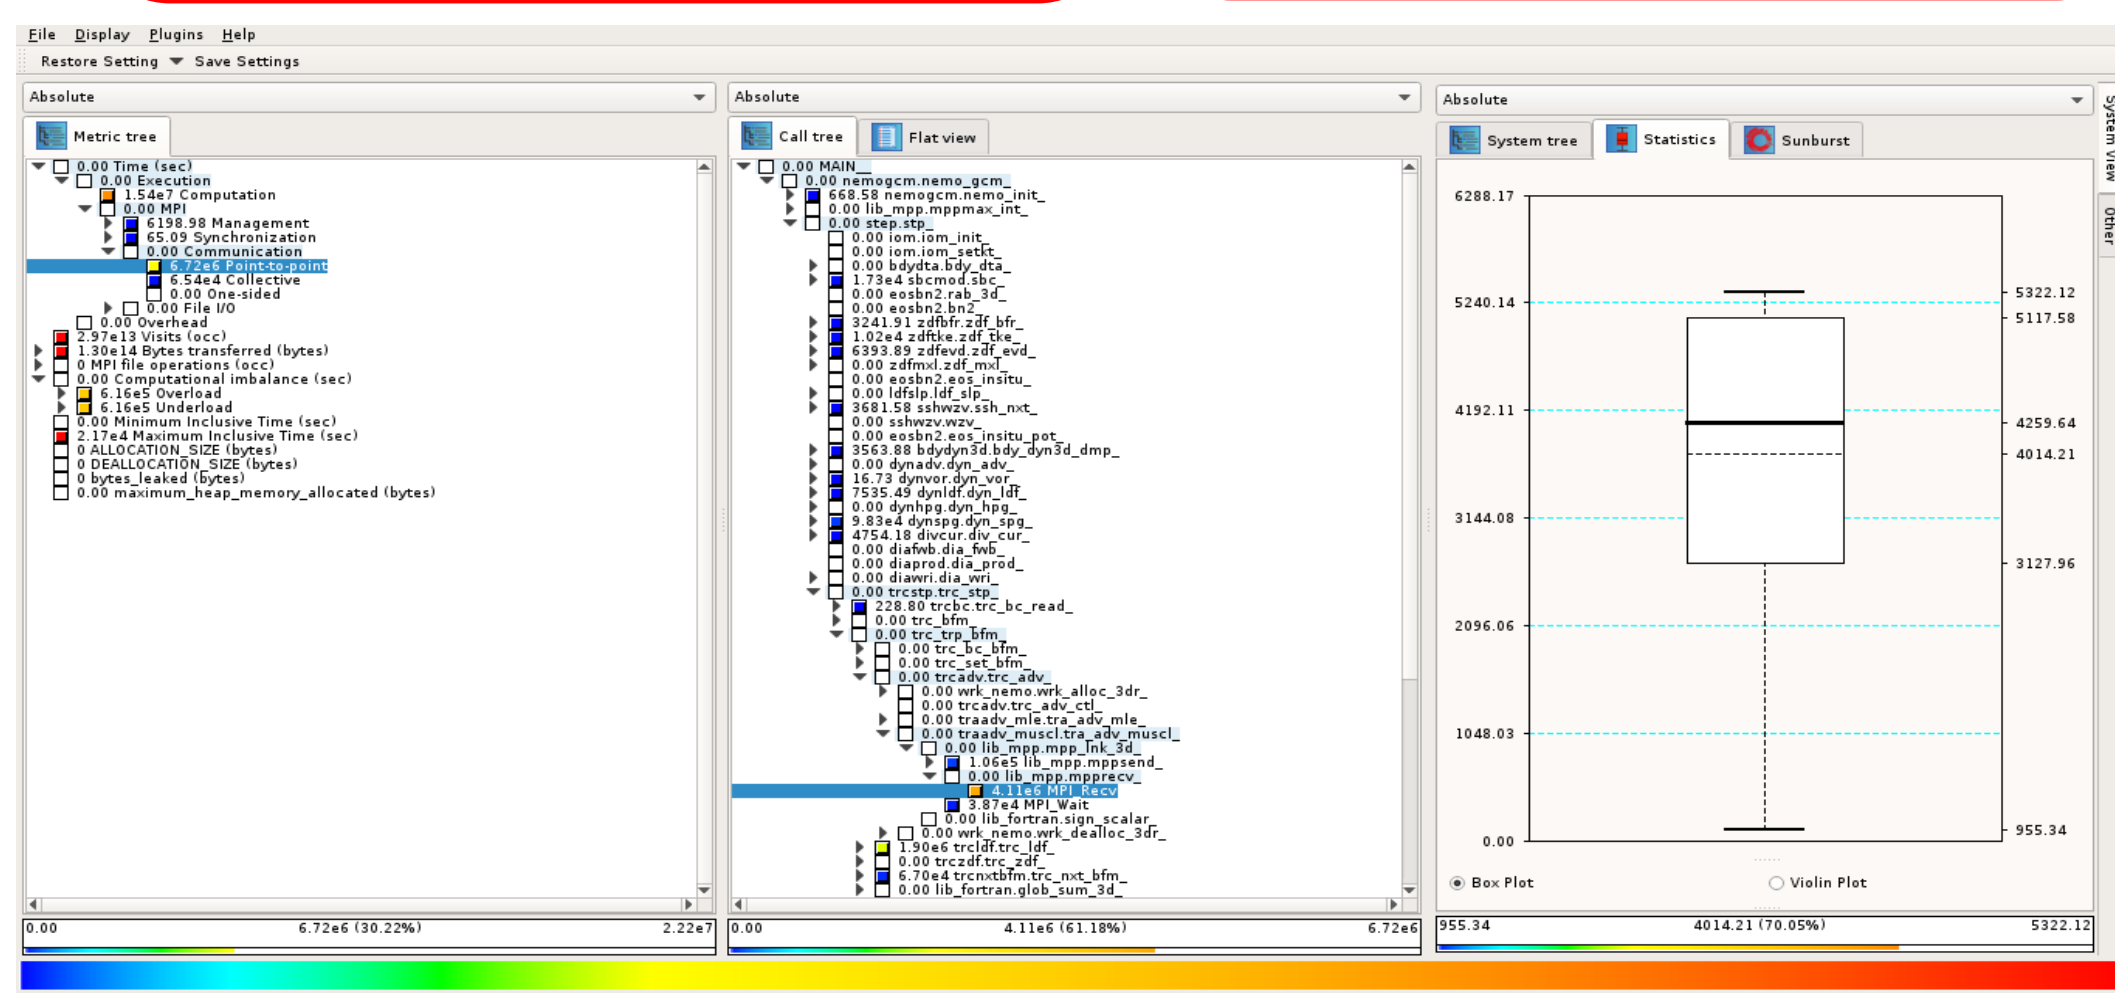 File Display Plugins Help
Restore Setting Save Settings
Absolute
Metric tree
0.00 Time (sec)
0.00 Execution
1.54e7 Computation
0.00 MPI
6198.98 Management
65.09 Synchronization
0.00 Communication
6.72e6 Point-to-point
6.54e4 Collective
0.00 One-sided
0.00 File I/O
0.00 Overhead
2.97e13 Visits (occ)
1.30e14 Bytes transferred (bytes)
0 MPI file operations (occ)
0.00 Computational imbalance (sec)
6.16e5 Overload
6.16e5 Underload
0.00 Minimum Inclusive Time (sec)
2.17e4 Maximum Inclusive Time (sec)
0 ALLOCATION_SIZE (bytes)
0 DEALLOCATION_SIZE (bytes)
0 bytes_leaked (bytes)
0.00 maximum_heap_memory_allocated (bytes)
0.00 6.72e6 (30.22%) 2.22e7
Absolute
Call tree Flat view
0.00 MAIN__
0.00 nemogcm.nemo_gcm_
668.58 nemogcm.nemo_init_
0.00 lib_mpp.mppmax_int_
0.00 step.stp_
0.00 iom.iom_init_
0.00 iom.iom_setkt_
0.00 bdydta.bdy_dta_
1.73e4 sbcmod.sbc_
0.00 eosbn2.rab_3d_
0.00 eosbn2.bn2_
3241.91 zdfbfr.zdf_bfr_
1.02e4 zdftke.zdf_tke_
6393.89 zdfevd.zdf_evd_
0.00 zdfmxl.zdf_mxl_
0.00 eosbn2.eos_insitu_
0.00 ldfslp.ldf_slp_
3681.58 sshwzv.ssh_nxt_
0.00 sshwzv.wzv_
0.00 eosbn2.eos_insitu_pot_
3563.88 bdydyn3d.bdy_dyn3d_dmp_
0.00 dynadv.dyn_adv_
16.73 dynvor.dyn_vor_
7535.49 dynldf.dyn_ldf_
0.00 dynhpg.dyn_hpg_
9.83e4 dynspg.dyn_spg_
4754.18 divcur.div_cur_
0.00 diafwb.dia_fwb_
0.00 diaprod.dia_prod_
0.00 diawri.dia_wri_
0.00 trcstp.trc_stp_
228.80 trcbc.trc_bc_read_
0.00 trc_bfm_
0.00 trc_trp_bfm_
0.00 trc_bc_bfm_
0.00 trc_set_bfm_
0.00 trcadv.trc_adv_
0.00 wrk_nemo.wrk_alloc_3dr_
0.00 trcadv.trc_adv_ctl_
0.00 traadv_mle.tra_adv_mle_
0.00 traadv_muscl.tra_adv_muscl_
0.00 lib_mpp.mpp_lnk_3d_
1.06e5 lib_mpp.mppsend_
0.00 lib_mpp.mpprecv_
4.11e6 MPI_Recv
3.87e4 MPI_Wait
0.00 lib_fortran.sign_scalar_
0.00 wrk_nemo.wrk_dealloc_3dr_
1.90e6 trcldf.trc_ldf_
0.00 trczdf.trc_zdf_
6.70e4 trcnxtbfm.trc_nxt_bfm_
0.00 lib_fortran.glob_sum_3d_
0.00 4.11e6 (61.18%) 6.72e6
Absolute
System tree Statistics Sunburst
6288.17
5240.14
4192.11
3144.08
2096.06
1048.03
0.00
5322.12
5117.58
4259.64
4014.21
3127.96
955.34
Box Plot Violin Plot
955.34 4014.21 (70.05%) 5322.12
System View
Other